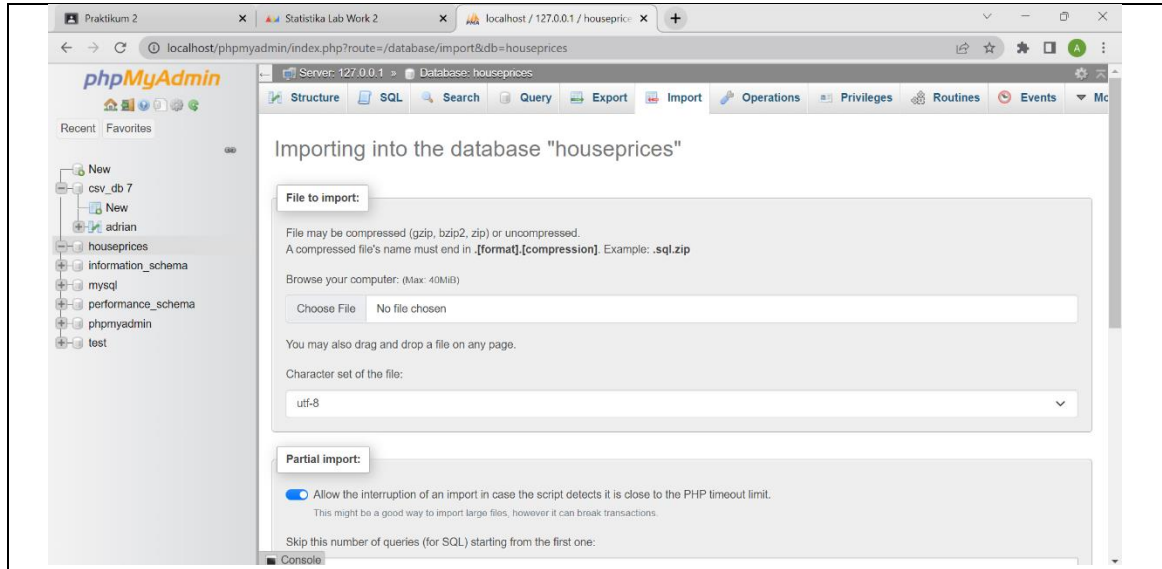 Praktikum 2
Statistika Lab Work 2
localhost / 127.0.0.1 / houseprice
localhost/phpmyadmin/index.php?route=/database/import&db=houseprices
A
phpMyAdmin
Recent Favorites
New
csv_db 7
New
adrian
houseprices
information_schema
mysql
performance_schema
phpmyadmin
test
Server: 127.0.0.1 » Database: houseprices
Structure SQL Search Query Export Import Operations Privileges Routines Events Mo
Importing into the database "houseprices"
File to import:
File may be compressed (gzip, bzip2, zip) or uncompressed.
A compressed file's name must end in .[format].[compression]. Example: .sql.zip
Browse your computer: (Max: 40MiB)
Choose File No file chosen
You may also drag and drop a file on any page.
Character set of the file:
utf-8
Partial import:
Allow the interruption of an import in case the script detects it is close to the PHP timeout limit.
This might be a good way to import large files, however it can break transactions.
Skip this number of queries (for SQL) starting from the first one:
Console